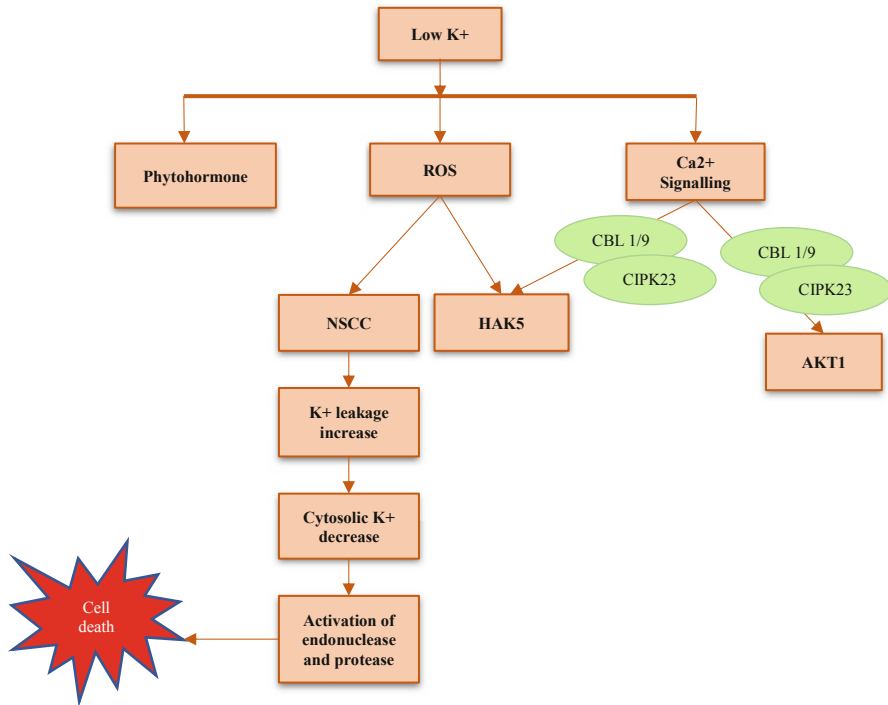 Low K+
Phytohormone
ROS
Ca2+
Signalling
CBL 1/9
CIPK23
CBL 1/9
CIPK23
NSCC
HAK5
AKT1
K+ leakage
increase
Cytosolic K+
decrease
Cell
death
Activation of
endonuclease
and protease